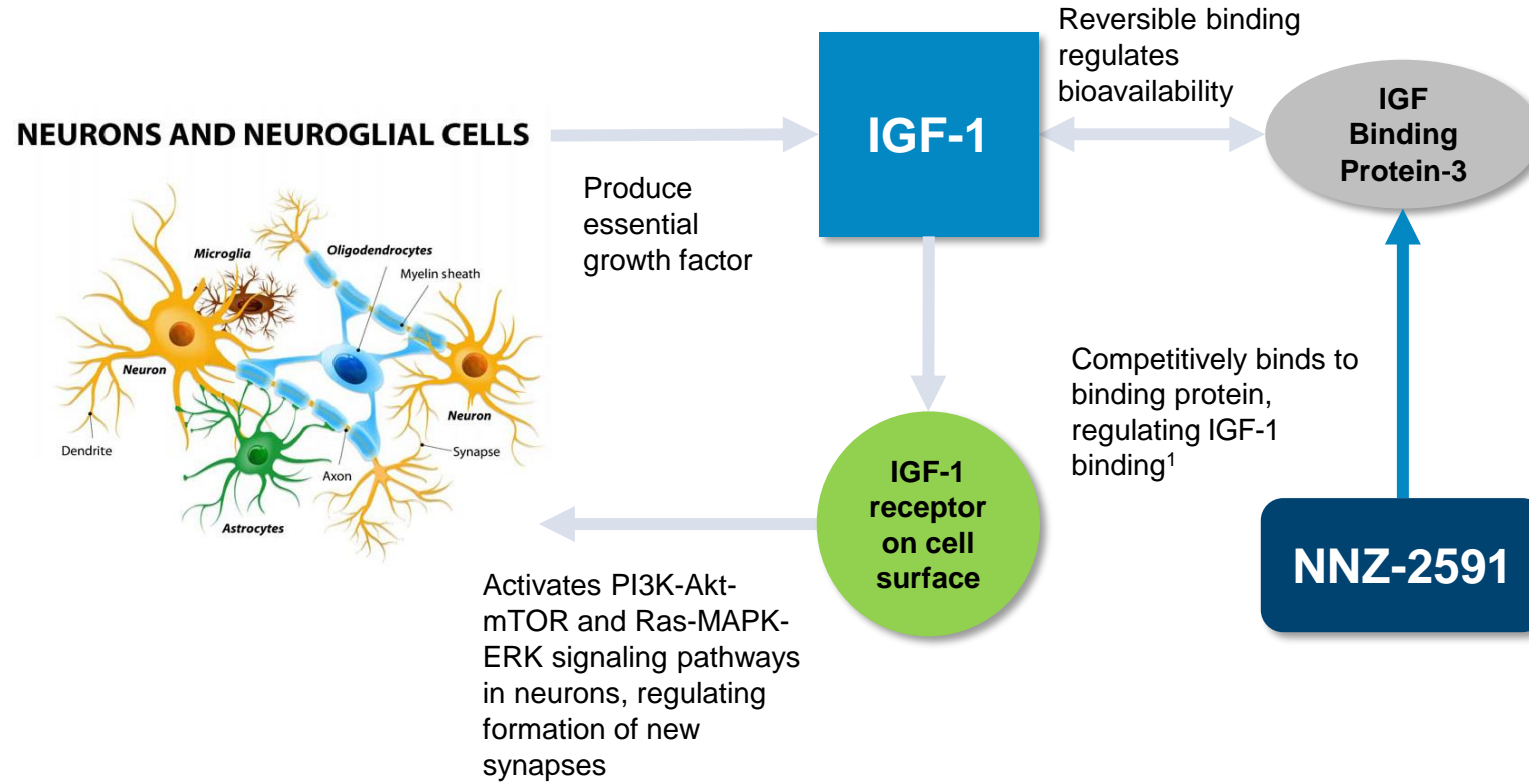 Reversible binding
regulates
bioavailability
NEURONS AND NEUROGLIAL CELLS
IGF-1
IGF
Binding
Protein-3
Produce
essential
growth factor
Microglia
Oligodendrocytes
Myelin sheath
Neuron
Neuron
Dendrite
Synapse
Axon
Astrocytes
Competitively binds to
binding protein,
regulating IGF-1
binding1
IGF-1
receptor
on cell
surface
NNZ-2591
Activates PI3K-Akt-
mTOR and Ras-MAPK-
ERK signaling pathways
in neurons, regulating
formation of new
synapses